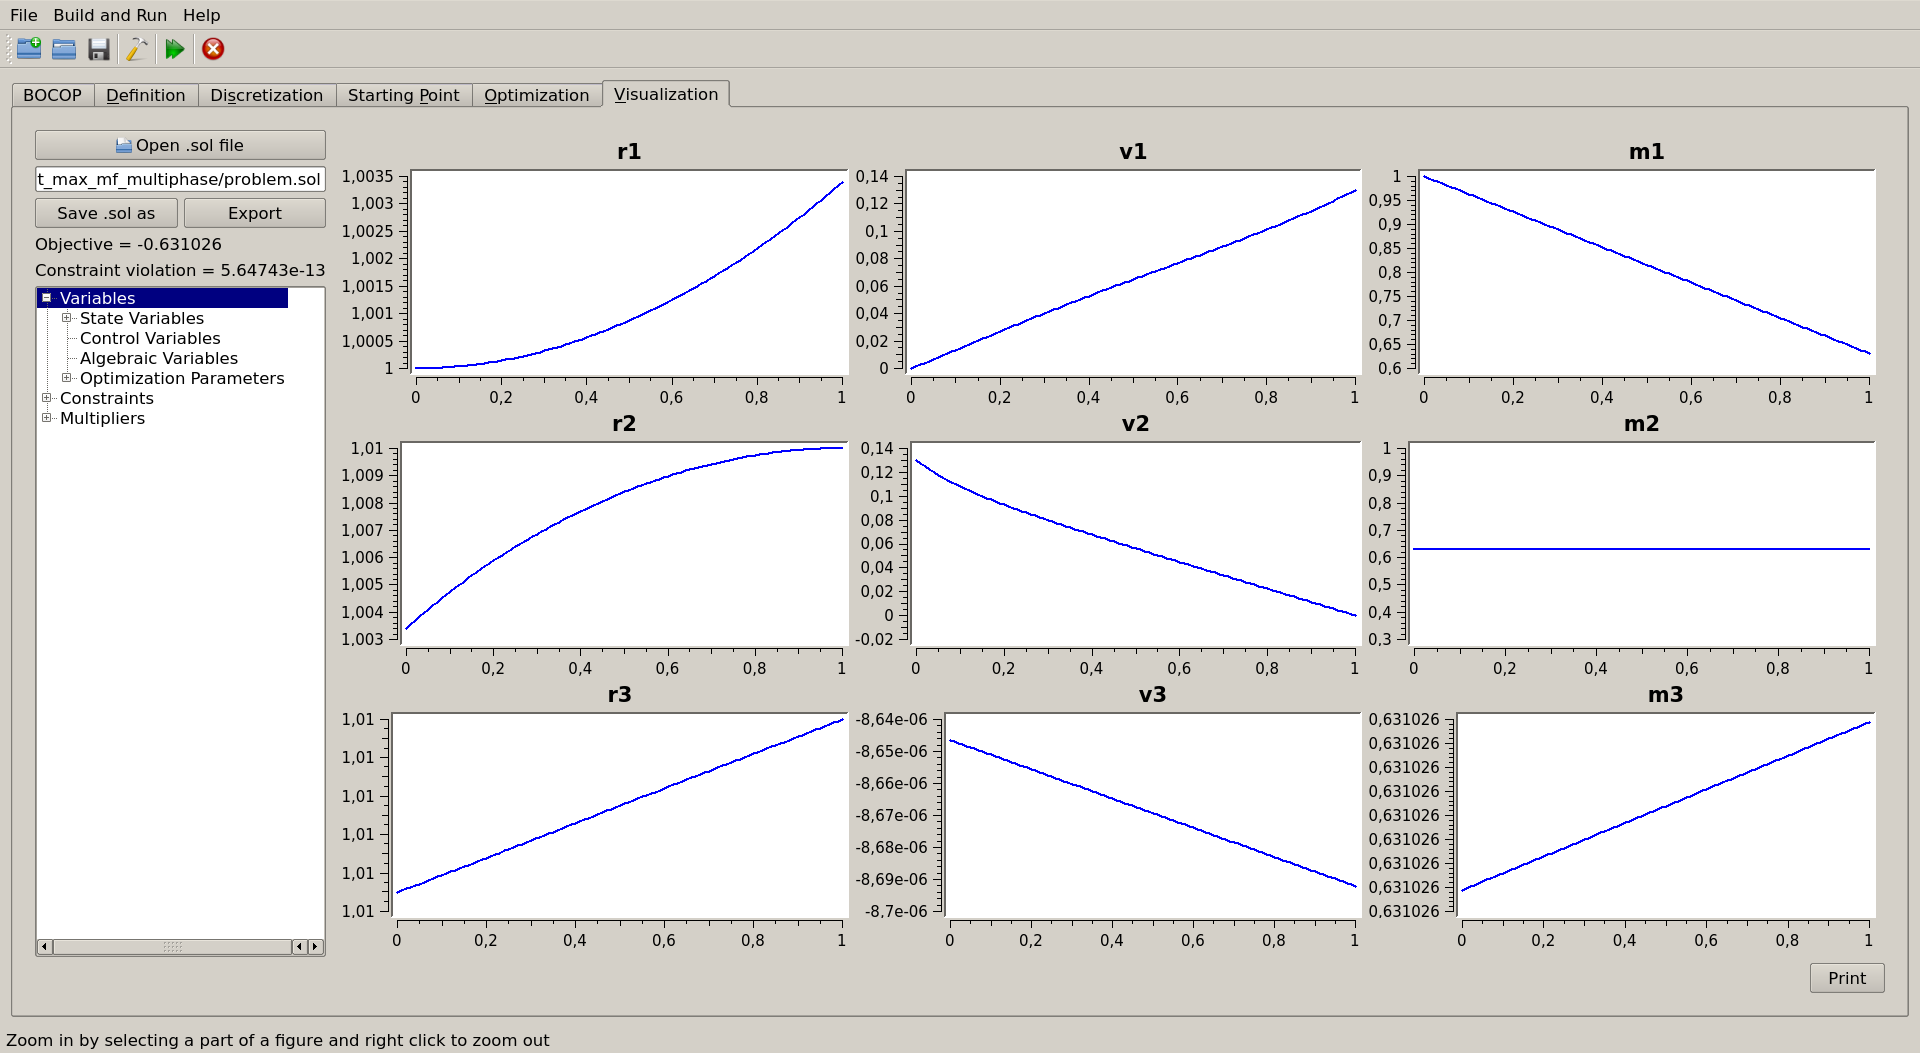 File Build and Run Help
BOCOP Definition Discretization Starting Point Optimization Visualization
Open .sol file
t_max_mf_multiphase/problem.sol
Save .sol as Export
Objective = -0.631026
Constraint violation = 5.64743e-13
Variables
State Variables
Control Variables
Algebraic Variables
Optimization Parameters
Constraints
Multipliers
r1
1,0035
1,003
1,0025
1,002
1,0015
1,001
1,0005
1
0 0,2 0,4 0,6 0,8 1
v1
0,14
0,12
0,1
0,08
0,06
0,04
0,02
0
0 0,2 0,4 0,6 0,8 1
m1
1
0,95
0,9
0,85
0,8
0,75
0,7
0,65
0,6
0 0,2 0,4 0,6 0,8 1
r2
1,01
1,009
1,008
1,007
1,006
1,005
1,004
1,003
0 0,2 0,4 0,6 0,8 1
v2
0,14
0,12
0,1
0,08
0,06
0,04
0,02
0
-0,02
0 0,2 0,4 0,6 0,8 1
m2
1
0,9
0,8
0,7
0,6
0,5
0,4
0,3
0 0,2 0,4 0,6 0,8 1
r3
1,01
1,01
1,01
1,01
1,01
1,01
0 0,2 0,4 0,6 0,8 1
v3
-8,64e-06
-8,65e-06
-8,66e-06
-8,67e-06
-8,68e-06
-8,69e-06
-8,7e-06
0 0,2 0,4 0,6 0,8 1
m3
0,631026
0,631026
0,631026
0,631026
0,631026
0,631026
0,631026
0,631026
0,631026
0 0,2 0,4 0,6 0,8 1
Print
Zoom in by selecting a part of a figure and right click to zoom out